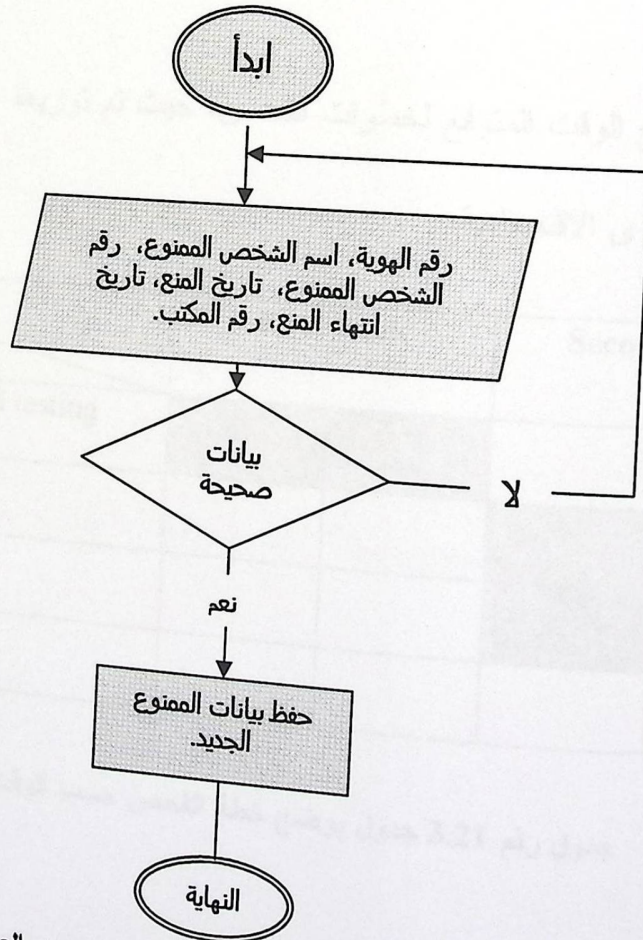 ابدأ
رقم الهوية، اسم الشخص الممنوع، رقم
الشخص الممنوع، تاريخ المنع، تاريخ
انتهاء المنع، رقم المكتب.
بيانات
صحيحة
لا
نعم
حفظ بيانات الممنوع
الجديد.
النهاية